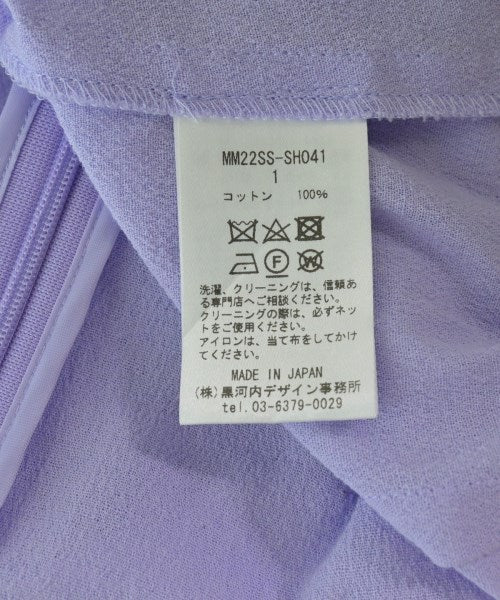 MM22SS-SH041
1
コットン 100%
F
W
洗濯、クリーニングは、信頼あ
る専門店へご相談ください。
クリーニングの際は、必ずネット
をご使用ください。
アイロンは、当て布をしてかけ
てください。
MADE IN JAPAN
(株)黒河内デザイン事務所
tel.03-6379-0029